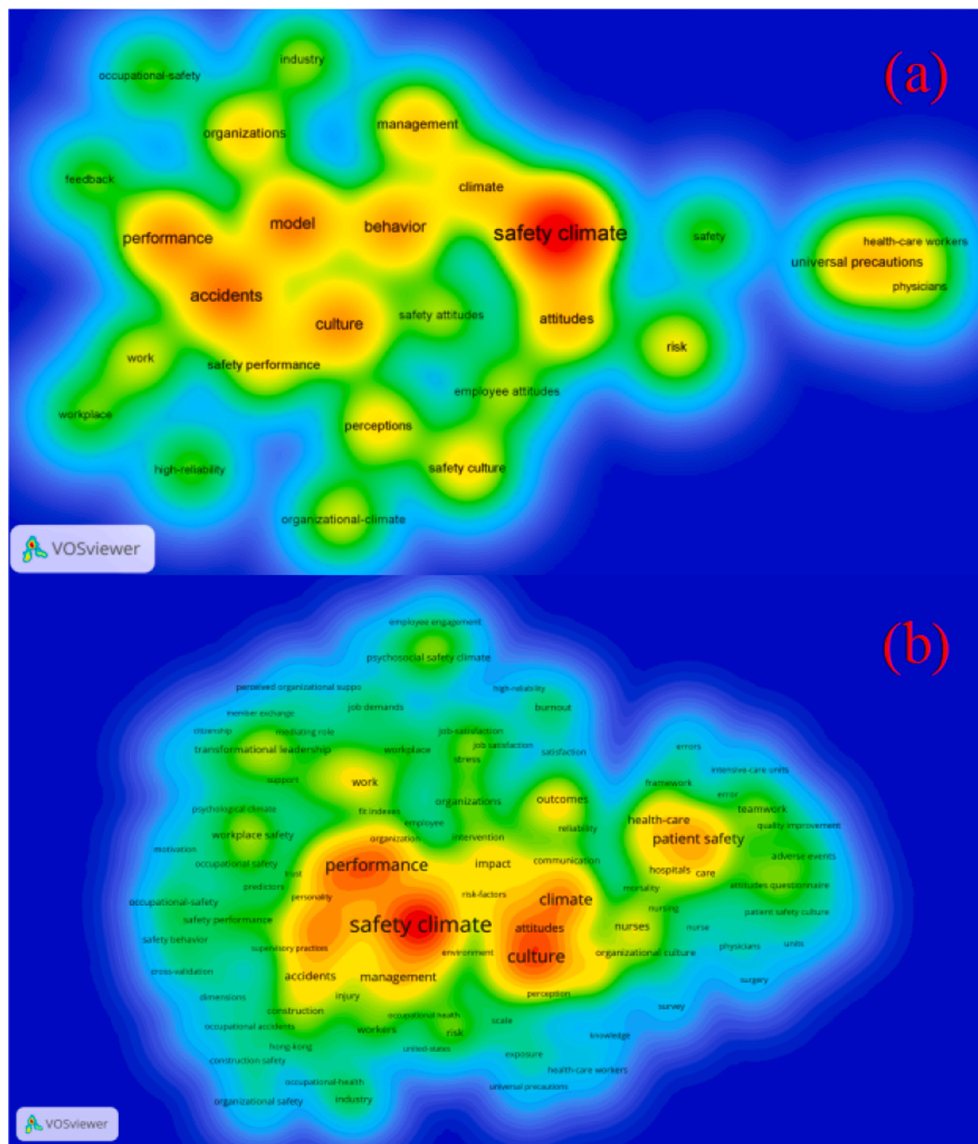 (a)
industry
occupational-safety
management
organizations
feedback
climate
model
behavior
safety climate
performance
safety
health-care workers
universal precautions
physicians
accidents
culture
safety attitudes
attitudes
risk
work
safety performance
employee attitudes
workplace
perceptions
high-reliability
safety culture
organizational-climate
VOSviewer
(b)
employee engagement
psychosocial safety climate
perceived organizational suppo
high-reliability
job demands
burnout
member exchange
citizenship
mediating role
job-satisfaction
transformational leadership
workplace
job satisfaction
satisfaction
errors
stress
support
work
framework
intensive-care-units
error
psychological climate
fit indexes
organizations
outcomes
teamwork
employee
health-care
quality improvement
workplace safety
organization
intervention
reliability
patient safety
motivation
occupational safety
performance
impact
communication
adverse events
trust
hospitals
care
predictors
personality
risk-factors
mortality
attitudes questionnaire
occupational-safety
climate
nursing
safety performance
safety climate
attitudes
nurses
nurse
patient safety culture
safety behavior
supervisory practices
environment
culture
organizational culture
physicians
units
cross-validation
accidents
management
surgery
dimensions
injury
perception
construction
occupational health
scale
survey
occupational accidents
workers
risk
knowledge
hong-kong
united-states
exposure
construction safety
health-care workers
occupational-health
universal precautions
organizational safety
industry
VOSviewer